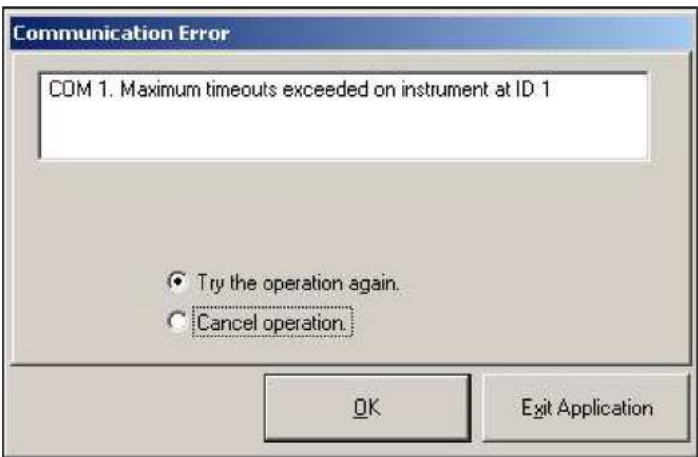 Communication Error
COM 1. Maximum timeouts exceeded on instrument at ID 1
Try the operation again.
Cancel operation.
OK
Exit Application